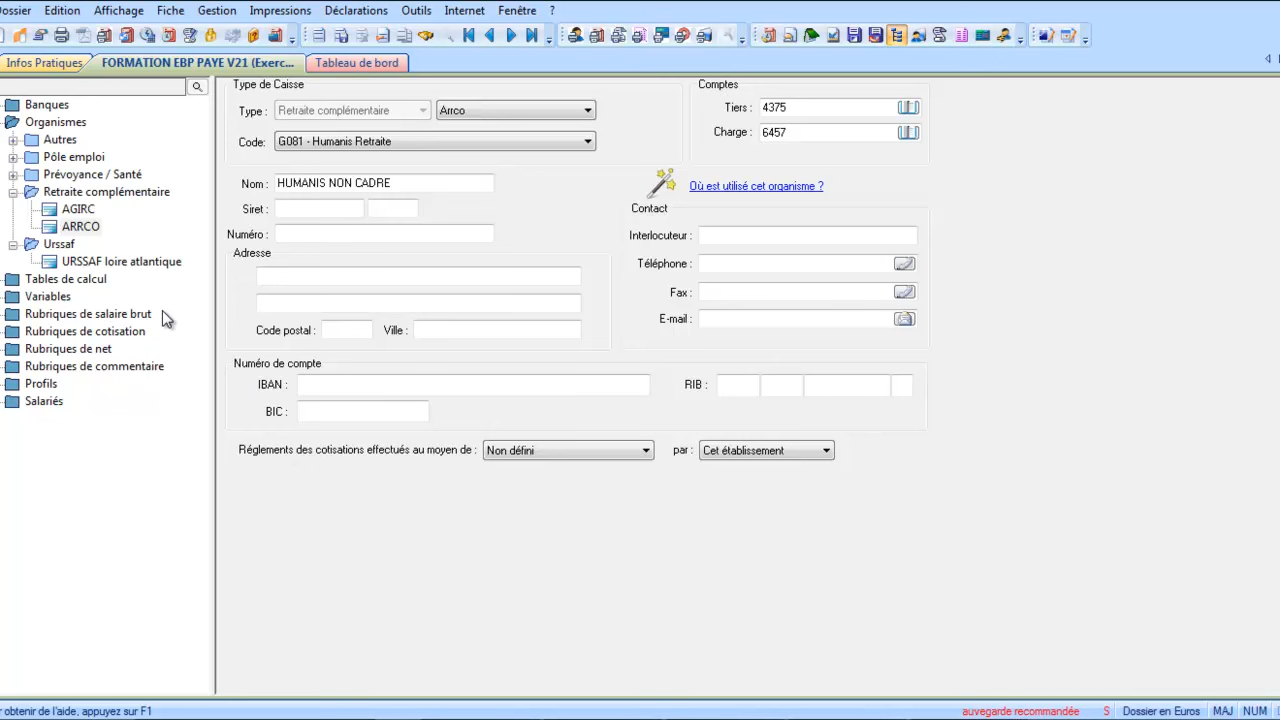 Dossier Edition Affichage Fiche Gestion Impressions Déclarations Outils Internet Fenêtre ?
Infos Pratiques FORMATION EBP PAYE V21 (Exerc... Tableau de bord
Banques
Organismes
Autres
Pôle emploi
Prévoyance / Santé
Retraite complémentaire
AGIRC
ARRCO
Urssaf
URSSAF loire atlantique
Tables de calcul
Variables
Rubriques de salaire brut
Rubriques de cotisation
Rubriques de net
Rubriques de commentaire
Profils
Salariés
Type de Caisse
Type : Retraite complémentaire Arrco
Code: G081 - Humanis Retraite
Comptes
Tiers : 4375
Charge : 6457
Nom : HUMANIS NON CADRE
Siret :
Numéro :
Où est utilisé cet organisme ?
Adresse
Code postal : Ville :
Contact
Interlocuteur :
Téléphone :
Fax :
E-mail :
Numéro de compte
IBAN : RIB :
BIC :
Réglements des cotisations effectués au moyen de : Non défini par : Cet établissement
r obtenir de l'aide, appuyez sur F1 auvegarde recommandée S Dossier en Euros MAJ NUM